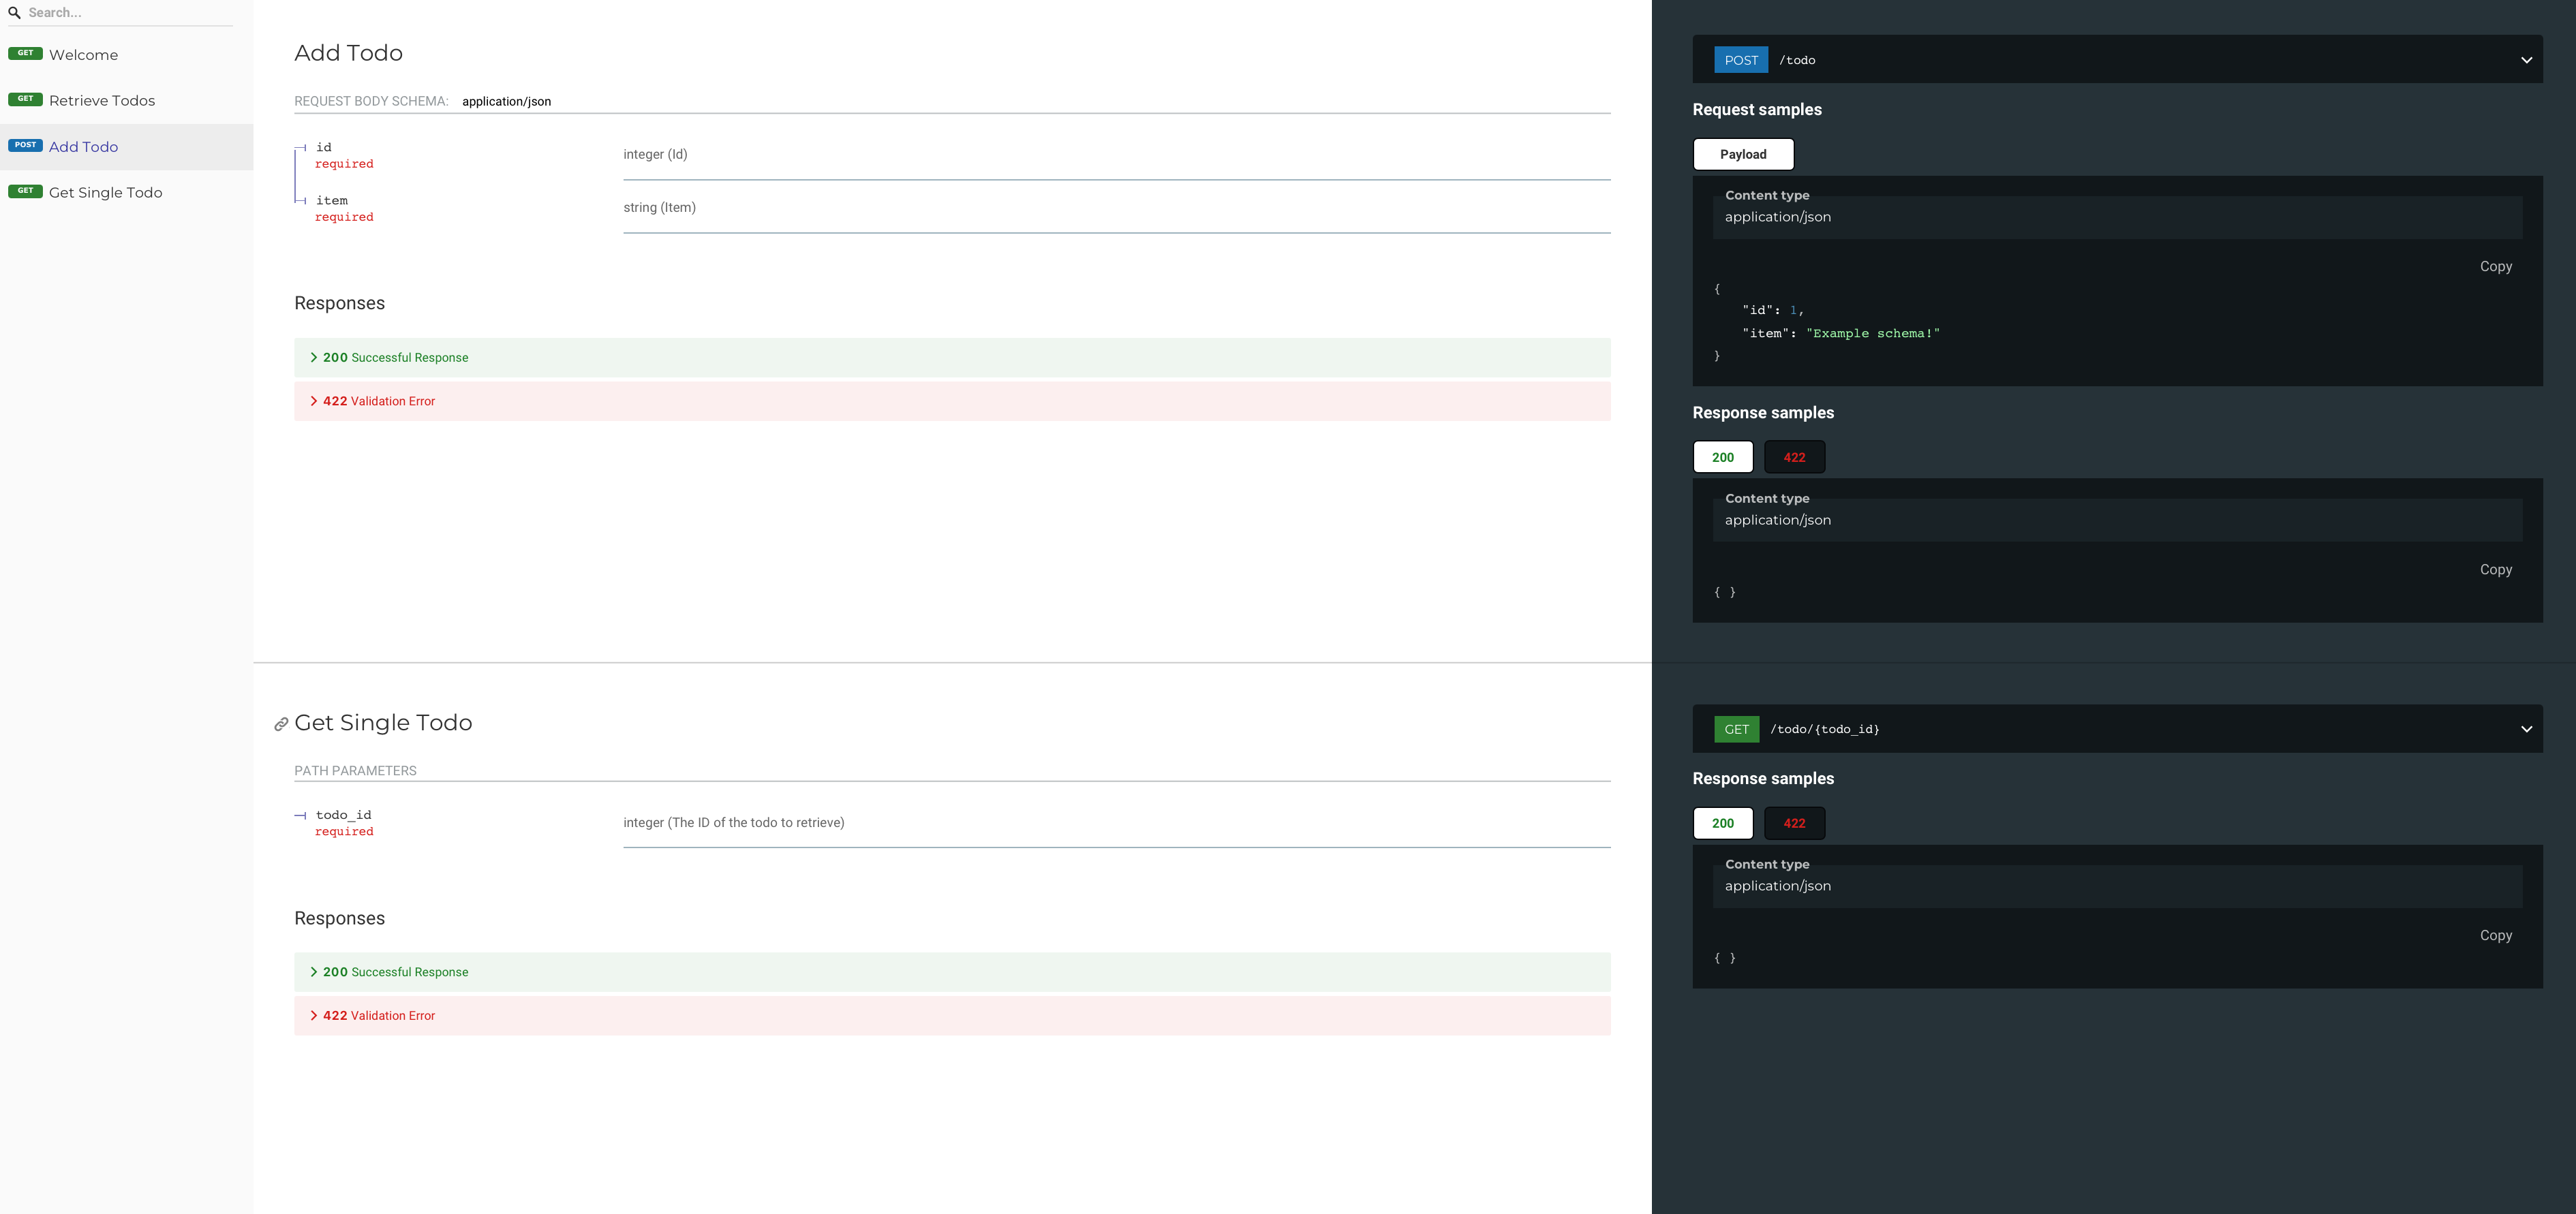 Search...
GET Welcome
GET Retrieve Todos
POST Add Todo
GET Get Single Todo
Add Todo
REQUEST BODY SCHEMA: application/json
id
required
integer (Id)
item
required
string (Item)
Responses
200 Successful Response
422 Validation Error
POST /todo
Request samples
Payload
Content type
application/json
Copy
{
"id": 1,
"item": "Example schema!"
}
Response samples
200 422
Content type
application/json
Copy
{ }
Get Single Todo
PATH PARAMETERS
todo_id
required
integer (The ID of the todo to retrieve)
Responses
200 Successful Response
422 Validation Error
GET /todo/{todo_id}
Response samples
200 422
Content type
application/json
Copy
{ }